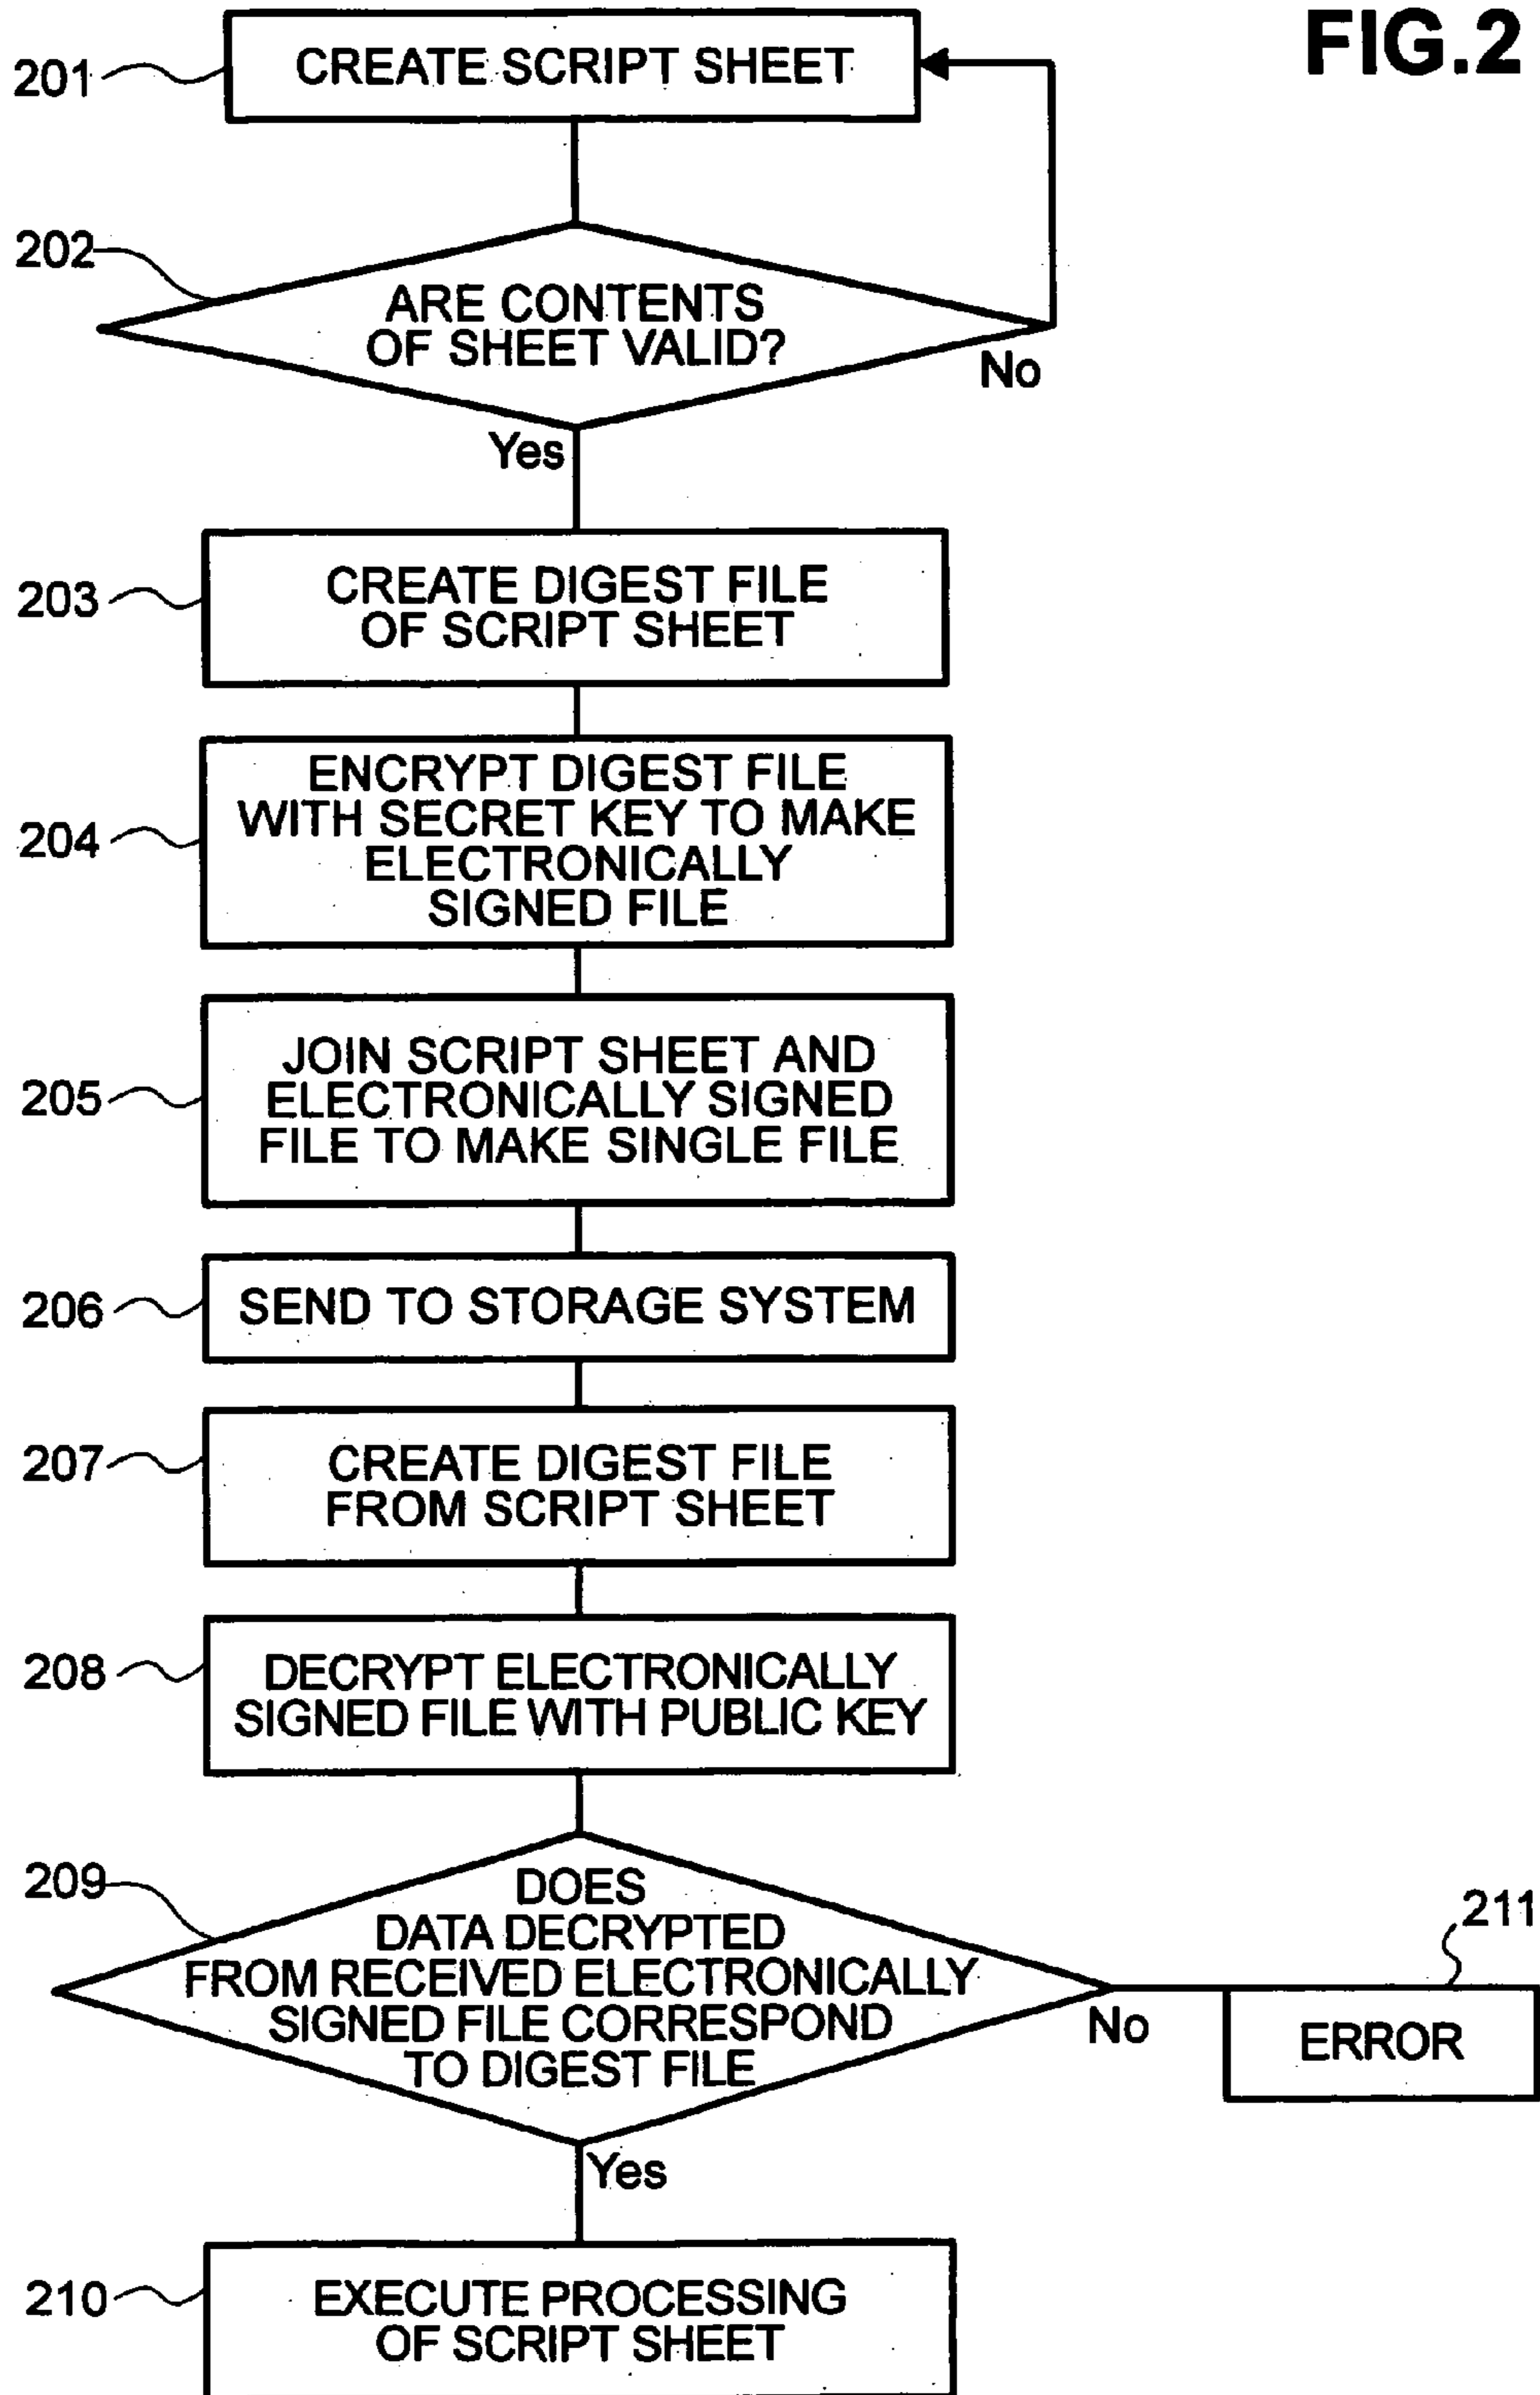 FIG.2
201
CREATE SCRIPT SHEET
202
ARE CONTENTS
OF SHEET VALID?
No
Yes
203
CREATE DIGEST FILE
OF SCRIPT SHEET
204
ENCRYPT DIGEST FILE
WITH SECRET KEY TO MAKE
ELECTRONICALLY
SIGNED FILE
205
JOIN SCRIPT SHEET AND
ELECTRONICALLY SIGNED
FILE TO MAKE SINGLE FILE
206
SEND TO STORAGE SYSTEM
207
CREATE DIGEST FILE
FROM SCRIPT SHEET
208
DECRYPT ELECTRONICALLY
SIGNED FILE WITH PUBLIC KEY
209
DOES
DATA DECRYPTED
FROM RECEIVED ELECTRONICALLY
SIGNED FILE CORRESPOND
TO DIGEST FILE
No
211
ERROR
Yes
210
EXECUTE PROCESSING
OF SCRIPT SHEET